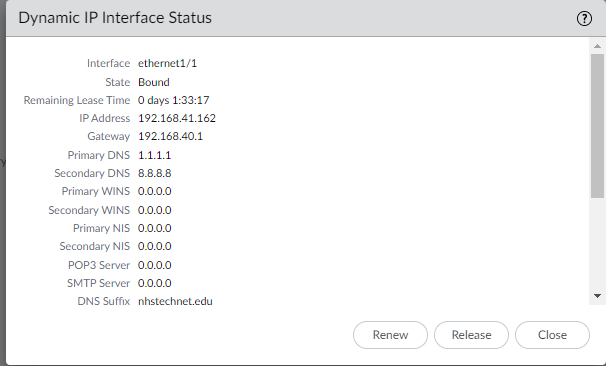 Dynamic IP Interface Status
Interface ethernet1/1
State Bound
Remaining Lease Time 0 days 1:33:17
IP Address 192.168.41.162
Gateway 192.168.40.1
Primary DNS 1.1.1.1
Secondary DNS 8.8.8.8
Primary WINS 0.0.0.0
Secondary WINS 0.0.0.0
Primary NIS 0.0.0.0
Secondary NIS 0.0.0.0
POP3 Server 0.0.0.0
SMTP Server 0.0.0.0
DNS Suffix nhstechnet.edu
Renew Release Close